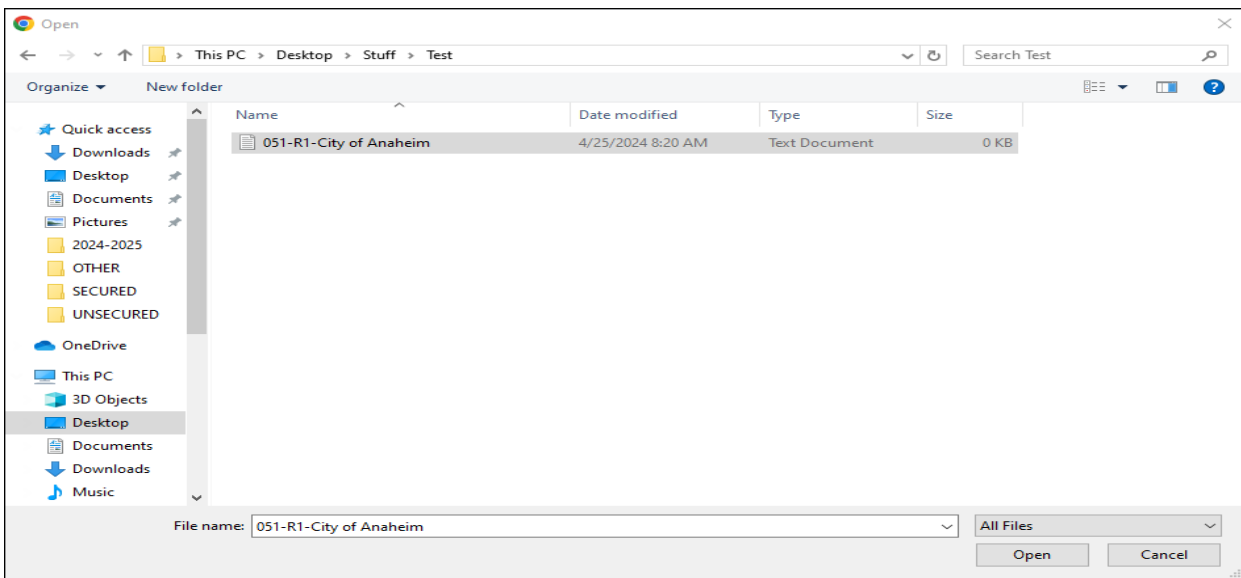 Open
This PC > Desktop > Stuff > Test
Search Test
Organize
New folder
Name
Date modified
Type
Size
051-R1-City of Anaheim
4/25/2024 8:20 AM
Text Document
0 KB
Quick access
Downloads
Desktop
Documents
Pictures
2024-2025
OTHER
SECURED
UNSECURED
OneDrive
This PC
3D Objects
Desktop
Documents
Downloads
Music
File name: 051-R1-City of Anaheim
All Files
Open
Cancel